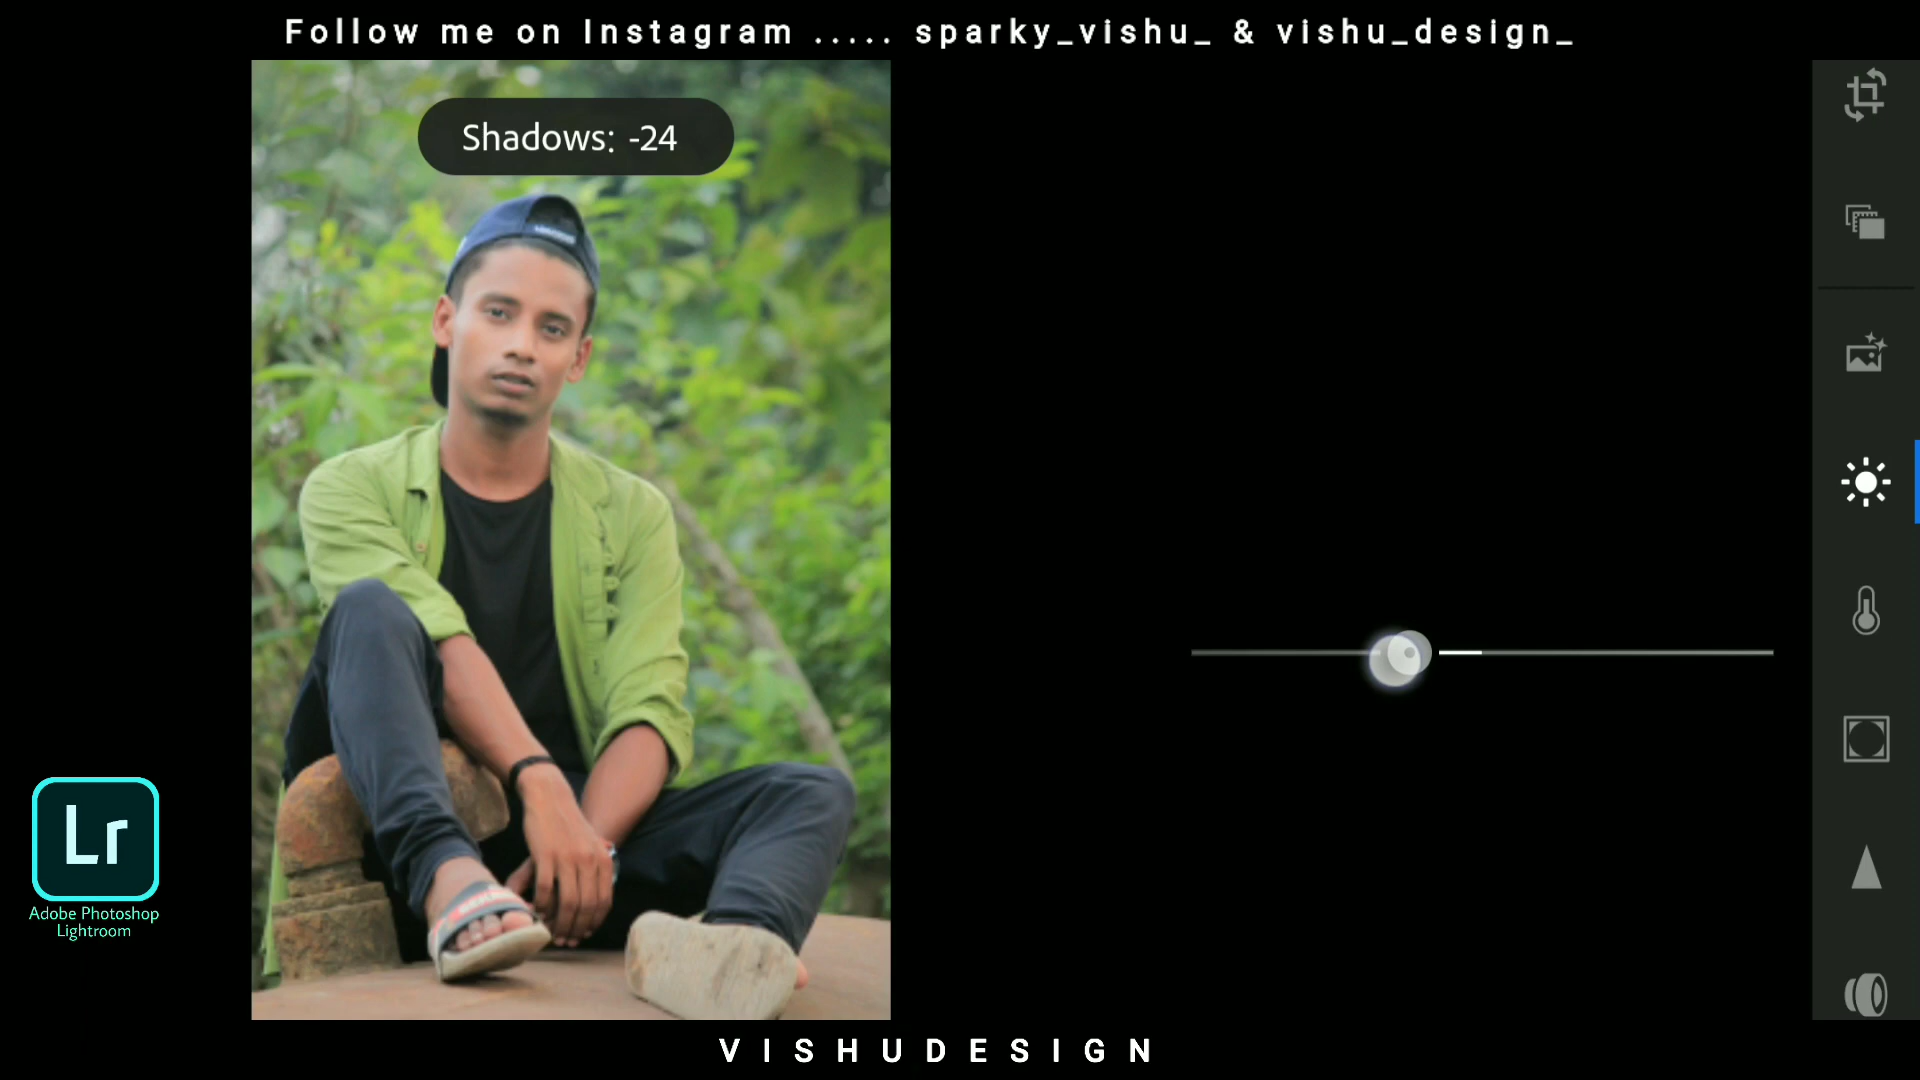 Follow me on Instagram ..... sparky_vishu_ & vishu_design_
Shadows: -24
Lr
Adobe Photoshop
Lightroom
VISHUDESIGN